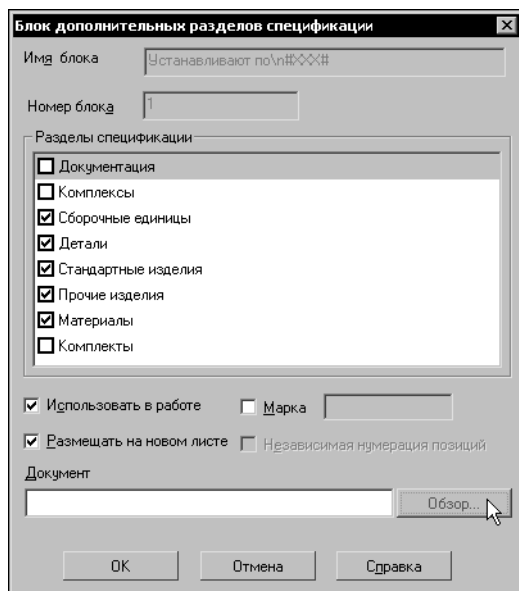 Блок дополнительных разделов спецификации
Имя блока
Устанавливают по\n#XXX#
Номер блока
1
Разделы спецификации
Документация
Комплексы
Сборочные единицы
Детали
Стандартные изделия
Прочие изделия
Материалы
Комплекты
Использовать в работе
Марка
Размещать на новом листе
Независимая нумерация позиций
Документ
Обзор...
OK
Отмена
Справка